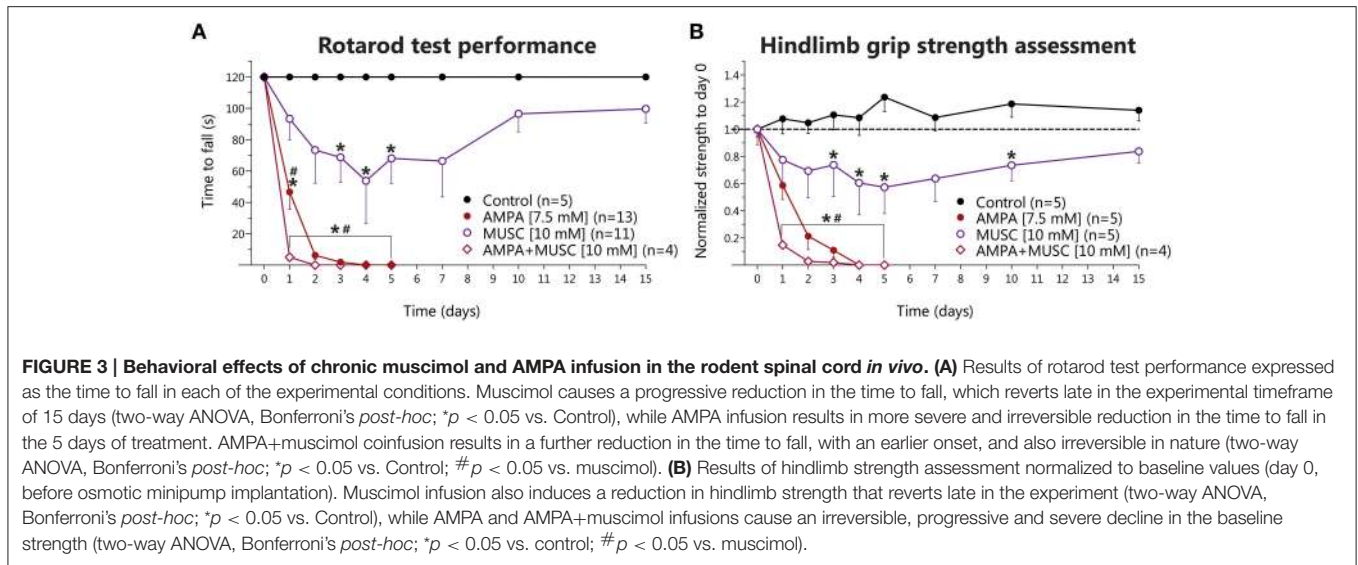 A
Rotarod test performance
Time to fall (s)
120
100
80
60
40
20
#
*
*
*
*
*#
Control (n=5)
AMPA [7.5 mM] (n=13)
MUSC [10 mM] (n=11)
AMPA+MUSC [10 mM] (n=4)
0 1 2 3 4 5 6 7 8 9 10 11 12 13 14 15
Time (days)
B
Hindlimb grip strength assessment
Normalized strength to day 0
1.4
1.2
1.0
0.8
0.6
0.4
0.2
*
*
*
*
*#
Control (n=5)
AMPA [7.5 mM] (n=5)
MUSC [10 mM] (n=5)
AMPA+MUSC [10 mM] (n=4)
0 1 2 3 4 5 6 7 8 9 10 11 12 13 14 15
Time (days)
FIGURE 3 | Behavioral effects of chronic muscimol and AMPA infusion in the rodent spinal cord in vivo. (A) Results of rotarod test performance expressed
as the time to fall in each of the experimental conditions. Muscimol causes a progressive reduction in the time to fall, which reverts late in the experimental timeframe
of 15 days (two-way ANOVA, Bonferroni's post-hoc; *p < 0.05 vs. Control), while AMPA infusion results in more severe and irreversible reduction in the time to fall in
the 5 days of treatment. AMPA+muscimol coinfusion results in a further reduction in the time to fall, with an earlier onset, and also irreversible in nature (two-way
ANOVA, Bonferroni's post-hoc; *p < 0.05 vs. Control; #p < 0.05 vs. muscimol). (B) Results of hindlimb strength assessment normalized to baseline values (day 0,
before osmotic minipump implantation). Muscimol infusion also induces a reduction in hindlimb strength that reverts late in the experiment (two-way ANOVA,
Bonferroni's post-hoc; *p < 0.05 vs. Control), while AMPA and AMPA+muscimol infusions cause an irreversible, progressive and severe decline in the baseline
strength (two-way ANOVA, Bonferroni's post-hoc; *p < 0.05 vs. control; #p < 0.05 vs. muscimol).